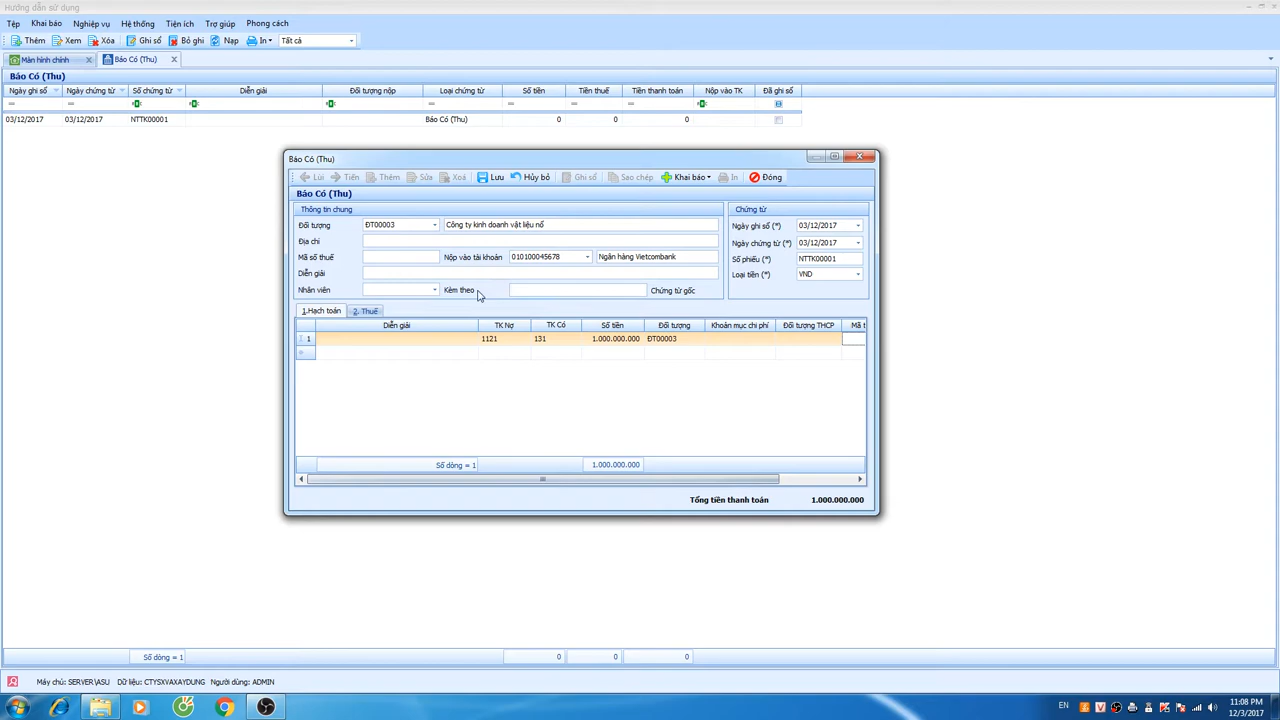 Hướng dẫn sử dụng
Tệp Khai báo Nghiệp vụ Hệ thống Tiện ích Trợ giúp Phong cách
Thêm Xem Xóa Ghi sổ Bỏ ghi Nạp In Tất cả
Màn hình chính Báo Có (Thu)
Báo Có (Thu)
Ngày ghi sổ Ngày chứng từ Số chứng từ Diễn giải Đối tượng nộp Loại chứng từ Số tiền Tiền thuế Tiền thanh toán Nộp vào TK Đã ghi sổ
03/12/2017 03/12/2017 NTTK00001 Báo Có (Thu) 0 0 0
Báo Có (Thu)
Lùi Tiến Thêm Sửa Xoá Lưu Hủy bỏ Ghi sổ Sao chép Khai báo In Đóng
Báo Có (Thu)
Thông tin chung Chứng từ
Đối tượng ĐT00003 Công ty kinh doanh vật liệu nổ Ngày ghi sổ (*) 03/12/2017
Địa chỉ Ngày chứng từ (*) 03/12/2017
Mã số thuế Nộp vào tài khoản 010100045678 Ngân hàng Vietcombank Số phiếu (*) NTTK00001
Diễn giải Loại tiền (*) VND
Nhân viên Kèm theo Chứng từ gốc
1.Hạch toán 2. Thuế
Diễn giải TK Nợ TK Có Số tiền Đối tượng Khoản mục chi phí Đối tượng THCP Mã t
1 1121 131 1.000.000.000 ĐT00003
Số dòng = 1 1.000.000.000
Tổng tiền thanh toán 1.000.000.000
Số dòng = 1 0 0 0
Máy chủ: SERVER\ASU Dữ liệu: CTYSXVAXAYDUNG Người dùng: ADMIN
EN 11:08 PM
12/3/2017